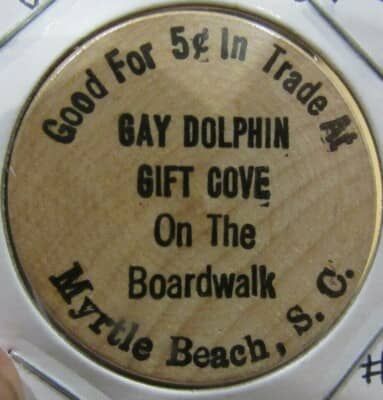 Good For 5¢ In Trade At
GAY DOLPHIN
GIFT COVE
On The
Boardwalk
Myrtle Beach, S. C.
#